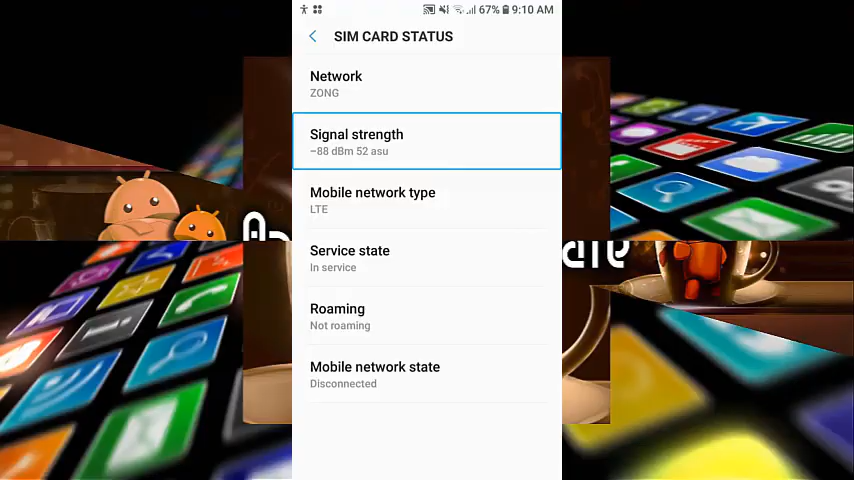 67% 9:10 AM
SIM CARD STATUS
Network
ZONG
Signal strength
−88 dBm 52 asu
Mobile network type
LTE
Service state
In service
Roaming
Not roaming
Mobile network state
Disconnected